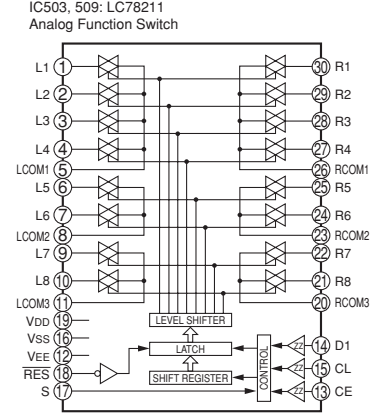 IC503, 509: LC78211
Analog Function Switch
L1 1 30 R1
L2 2 29 R2
L3 3 28 R3
L4 4 27 R4
LCOM1 5 26 RCOM1
L5 6 25 R5
L6 7 24 R6
LCOM2 8 23 RCOM2
L7 9 22 R7
L8 10 21 R8
LCOM3 11 20 RCOM3
VDD 19 LEVEL SHIFTER
VSS 16 LATCH 14 D1
VEE 12 CONTROL 15 CL
RES 18 SHIFT REGISTER 13 CE
S 17
ZZ
ZZ
ZZ